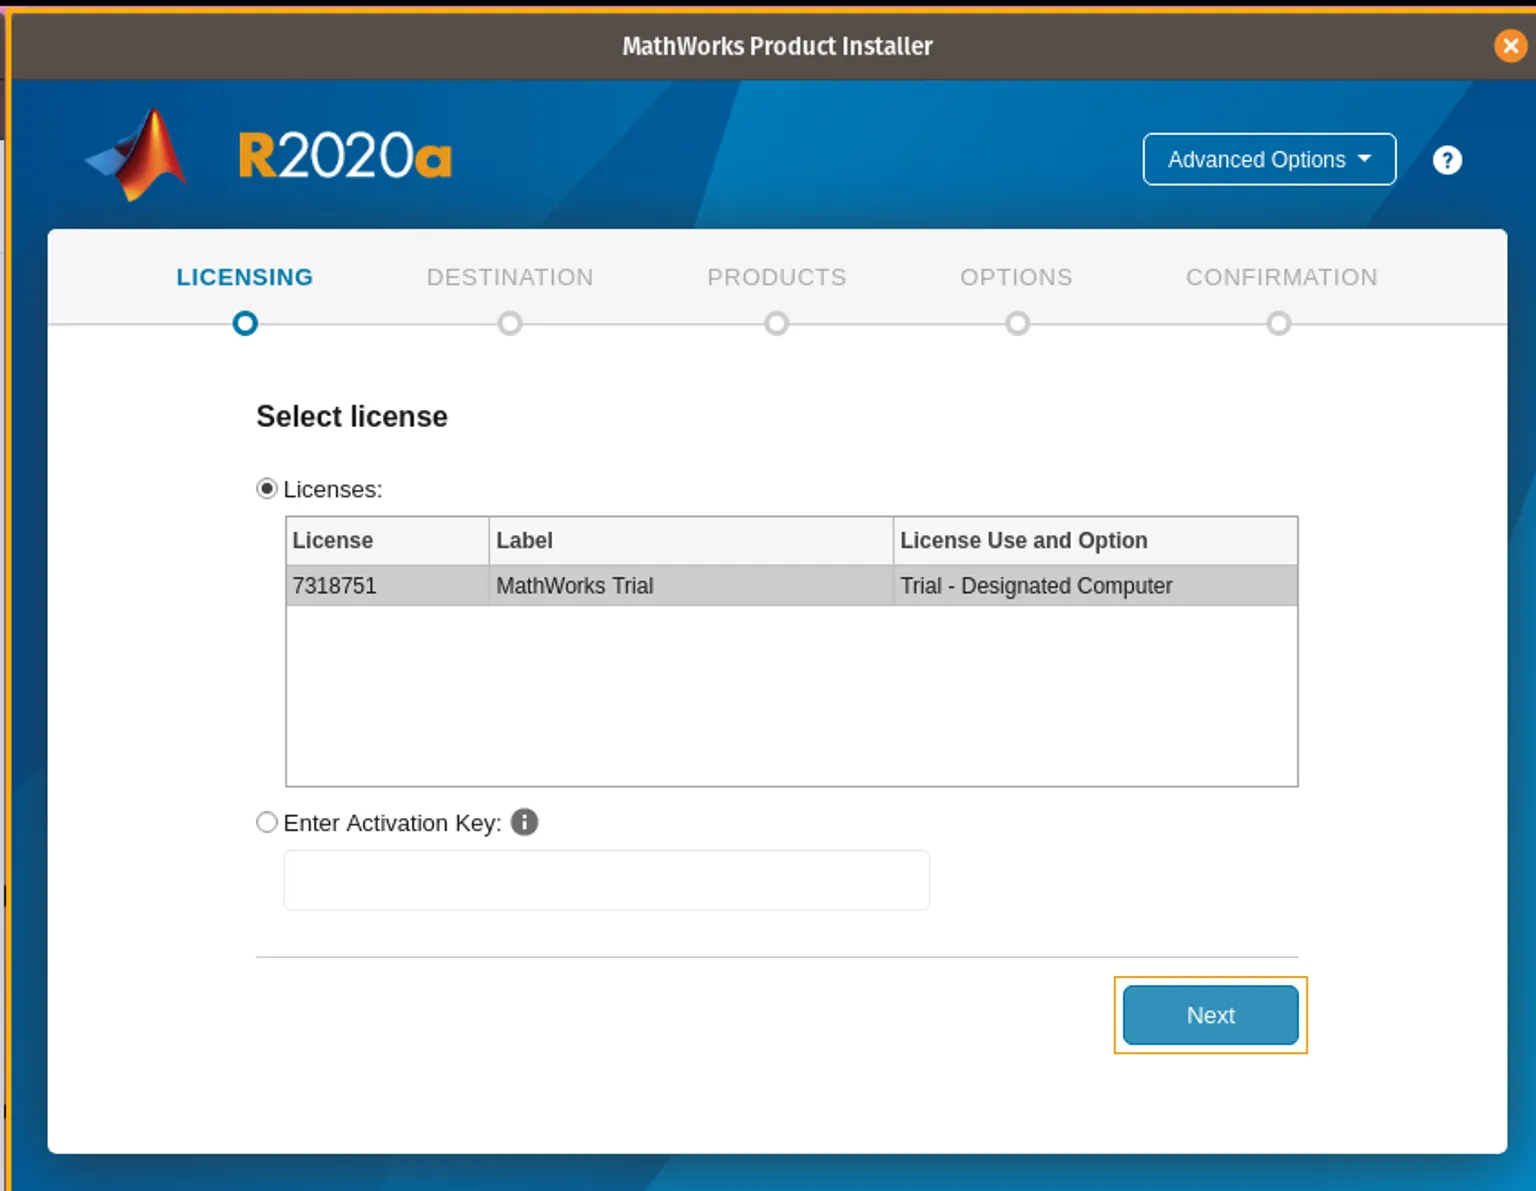 MathWorks Product Installer
R2020a
Advanced Options
?
LICENSING DESTINATION PRODUCTS OPTIONS CONFIRMATION
Select license
Licenses:
License Label License Use and Option
7318751 MathWorks Trial Trial - Designated Computer
Enter Activation Key:
Next